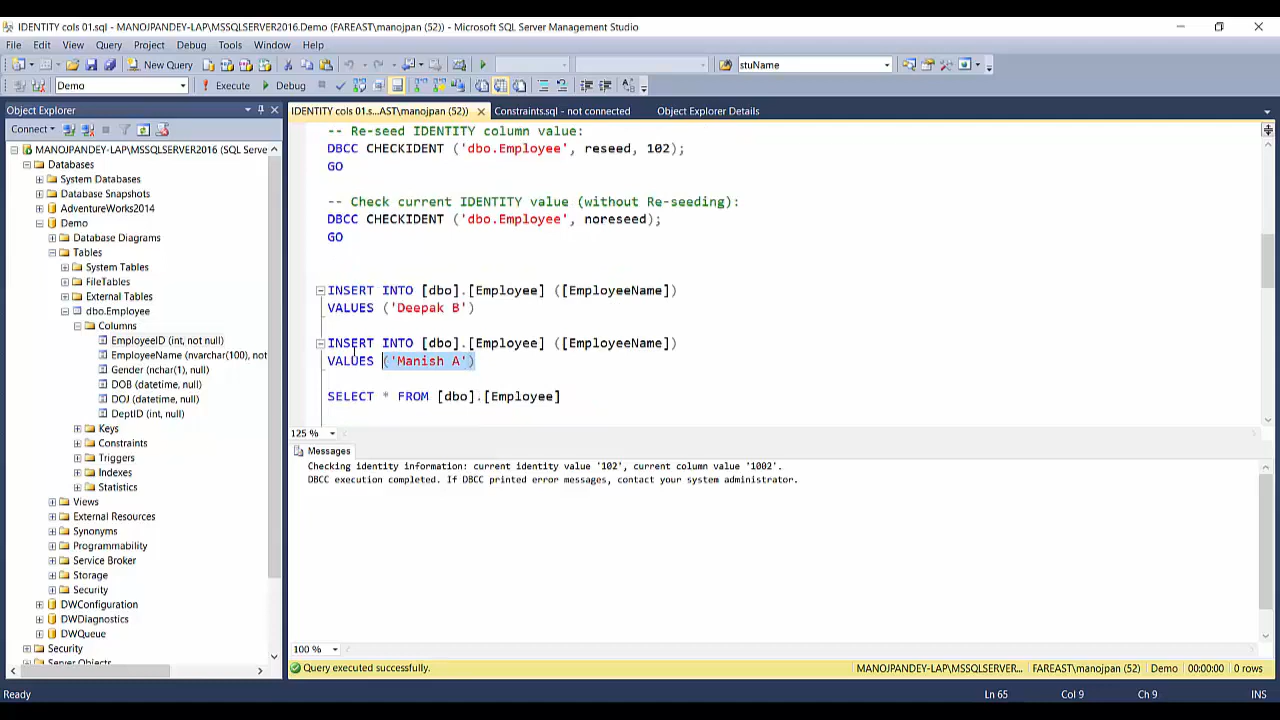 IDENTITY cols 01.sql - MANOJPANDEY-LAP\MSSQLSERVER2016.Demo (FAREAST\manojpan (52)) - Microsoft SQL Server Management Studio
File Edit View Query Project Debug Tools Window Help
New Query stuName
Demo Execute Debug
Object Explorer
Connect
MANOJPANDEY-LAP\MSSQLSERVER2016 (SQL Serve
Databases
System Databases
Database Snapshots
AdventureWorks2014
Demo
Database Diagrams
Tables
System Tables
FileTables
External Tables
dbo.Employee
Columns
EmployeeID (int, not null)
EmployeeName (nvarchar(100), not
Gender (nchar(1), null)
DOB (datetime, null)
DOJ (datetime, null)
DeptID (int, null)
Keys
Constraints
Triggers
Indexes
Statistics
Views
External Resources
Synonyms
Programmability
Service Broker
Storage
Security
DWConfiguration
DWDiagnostics
DWQueue
Security
Server Objects
IDENTITY cols 01.s...AST\manojpan (52)) Constraints.sql - not connected Object Explorer Details
-- Re-seed IDENTITY column value:
DBCC CHECKIDENT ('dbo.Employee', reseed, 102);
GO
-- Check current IDENTITY value (without Re-seeding):
DBCC CHECKIDENT ('dbo.Employee', noreseed);
GO
INSERT INTO [dbo].[Employee] ([EmployeeName])
VALUES ('Deepak B')
INSERT INTO [dbo].[Employee] ([EmployeeName])
VALUES ('Manish A')
SELECT * FROM [dbo].[Employee]
125 %
Messages
Checking identity information: current identity value '102', current column value '1002'.
DBCC execution completed. If DBCC printed error messages, contact your system administrator.
100 %
Query executed successfully. MANOJPANDEY-LAP\MSSQLSERVER... FAREAST\manojpan (52) Demo 00:00:00 0 rows
Ready Ln 65 Col 9 Ch 9 INS